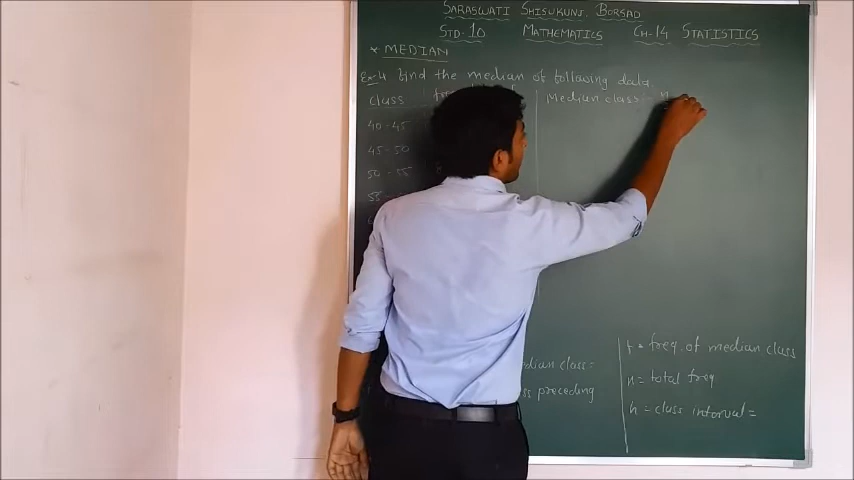 SARASWATI SHISUKUNJ, BORSAD
STD-10 MATHEMATICS CH-14 STATISTICS
* MEDIAN
Ex-4 find the median of following data.
class
Median class :- n
40-45
45-50
50-55
55-
f = freq. of median class
dian class =
n = total freq
ss preceding
h = class interval =